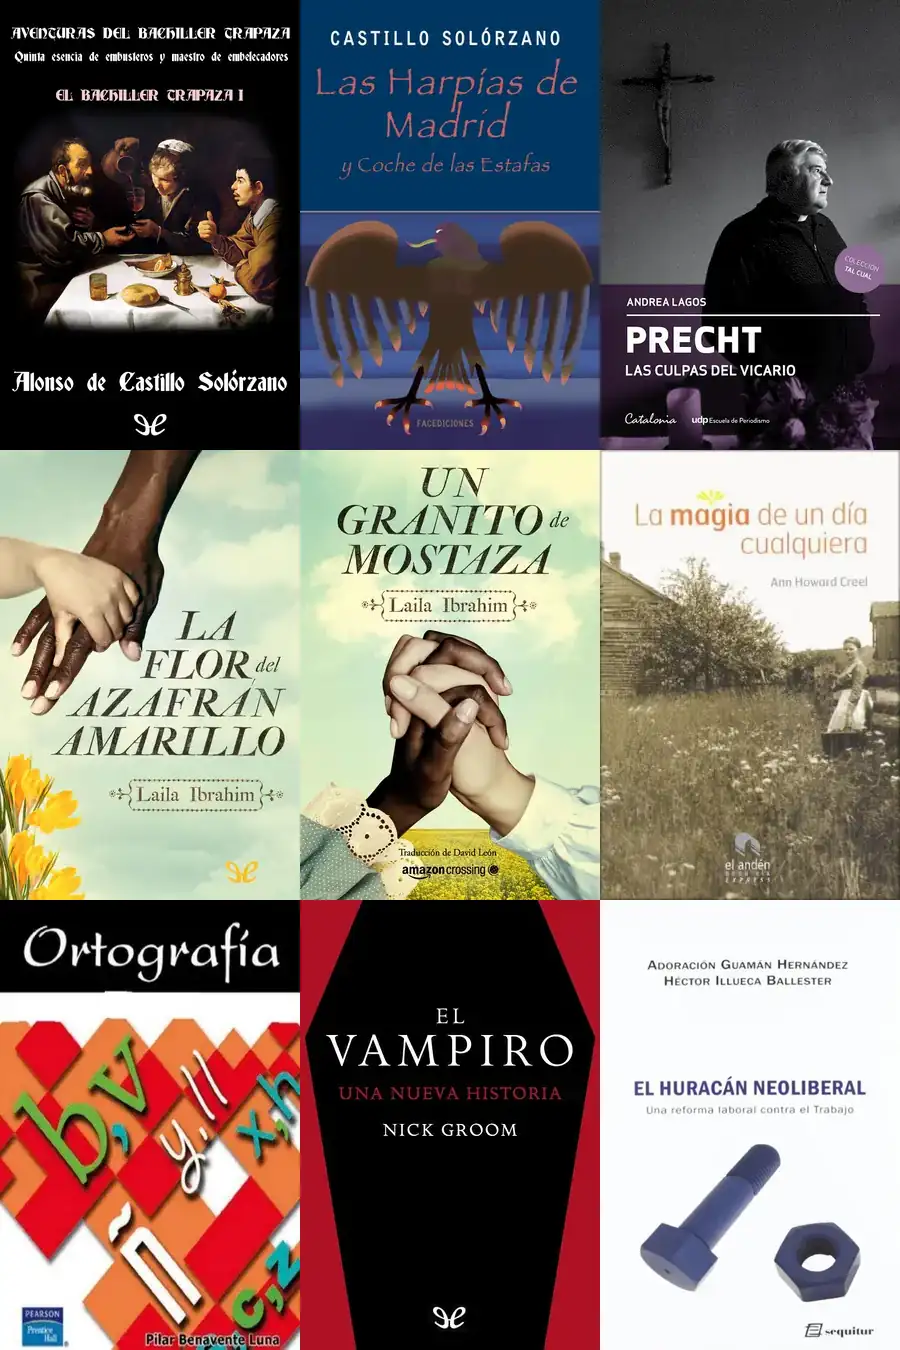 AVENTURAS DEL BACHILLER TRAPAZA
Quinta esencia de embusteros y maestro de embelecadores
EL BACHILLER TRAPAZA I
Alonso de Castillo Solórzano
CASTILLO SOLÓRZANO
Las Harpías de
Madrid
y Coche de las Estafas
FACEDICIONES
COLECCIÓN
TAL CUAL
ANDREA LAGOS
PRECHT
LAS CULPAS DEL VICARIO
Catalonia
udp Escuela de Periodismo
LA
FLOR del
AZAFRÁN
AMARILLO
Laila Ibrahim
UN
GRANITO de
MOSTAZA
Laila Ibrahim
Traducción de David León
amazoncrossing
La magia de un día
cualquiera
Ann Howard Creel
el andén
EXPRESS
Ortografía
b,v
y,ll
x,h
ñ
c,z
PEARSON
Prentice
Hall
Pilar Benavente Luna
EL
VAMPIRO
UNA NUEVA HISTORIA
NICK GROOM
ADORACIÓN GUAMÁN HERNÁNDEZ
HÉCTOR ILLUECA BALLESTER
EL HURACÁN NEOLIBERAL
Una reforma laboral contra el Trabajo
sequitur